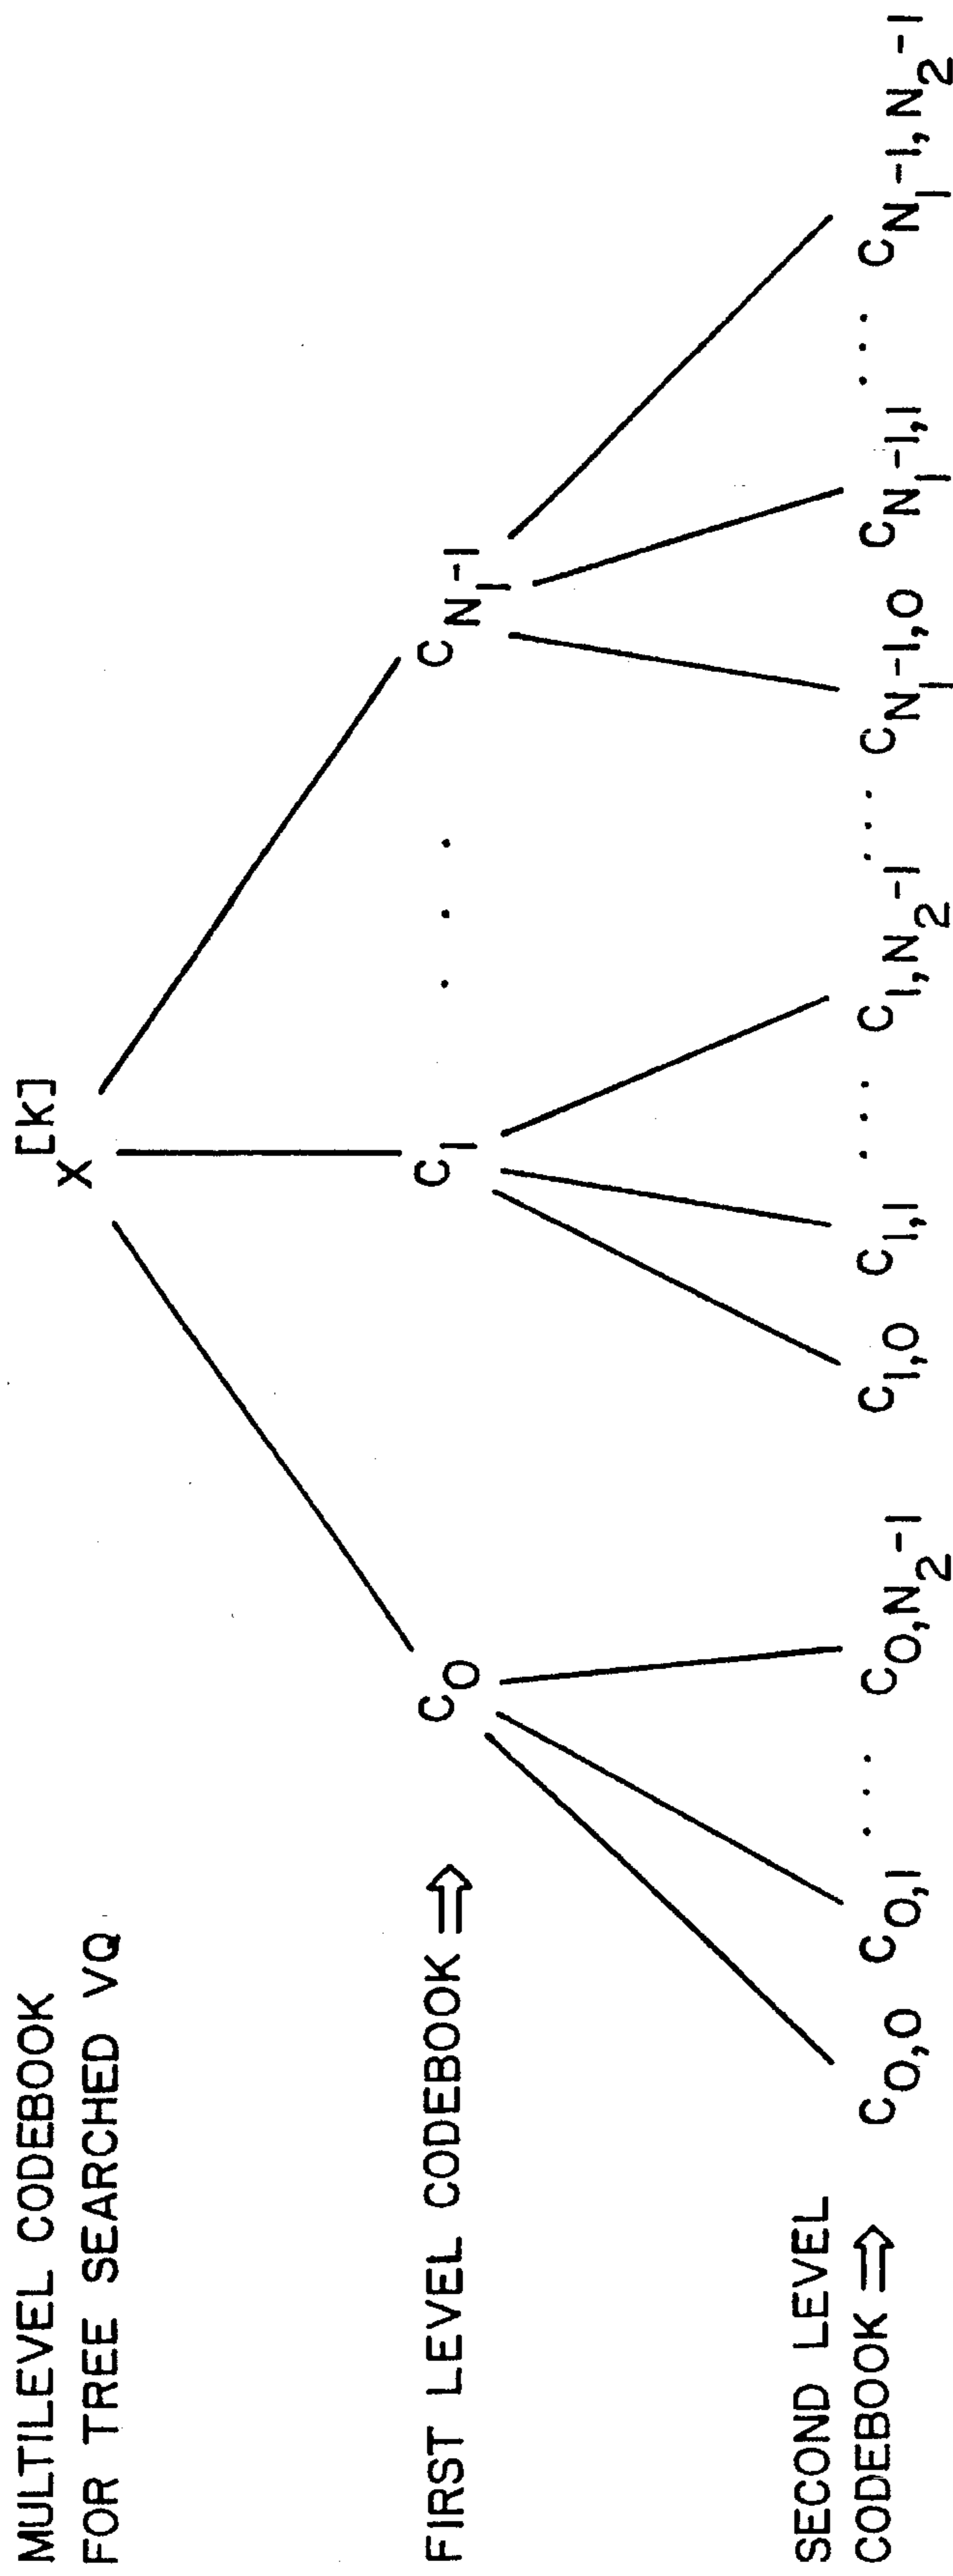 MULTILEVEL CODEBOOK
FOR TREE SEARCHED VQ
X[k]
FIRST LEVEL CODEBOOK ⇒ C0 C1 . . . CN1-1
SECOND LEVEL
CODEBOOK ⇒ C0,0 C0,1 ... C0,N2-1 C1,0 C1,1 ... C1,N2-1 ... CN1-1,0 CN1-1,1 ... CN1-1,N2-1